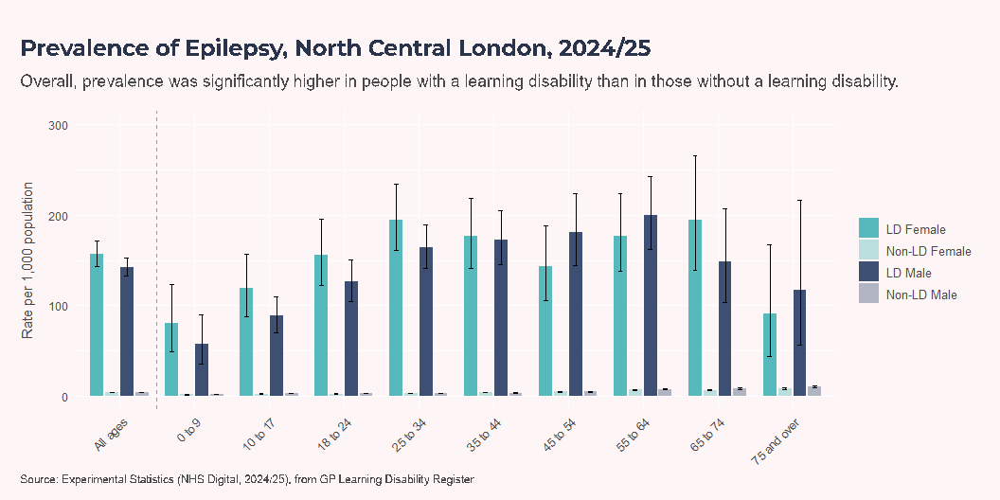 Prevalence of Epilepsy, North Central London, 2024/25
Overall, prevalence was significantly higher in people with a learning disability than in those without a learning disability.
Rate per 1,000 population
300
200
100
0
LD Female
Non-LD Female
LD Male
Non-LD Male
All ages
0 to 9
10 to 17
18 to 24
25 to 34
35 to 44
45 to 54
55 to 64
65 to 74
75 and over
Source: Experimental Statistics (NHS Digital, 2024/25), from GP Learning Disability Register